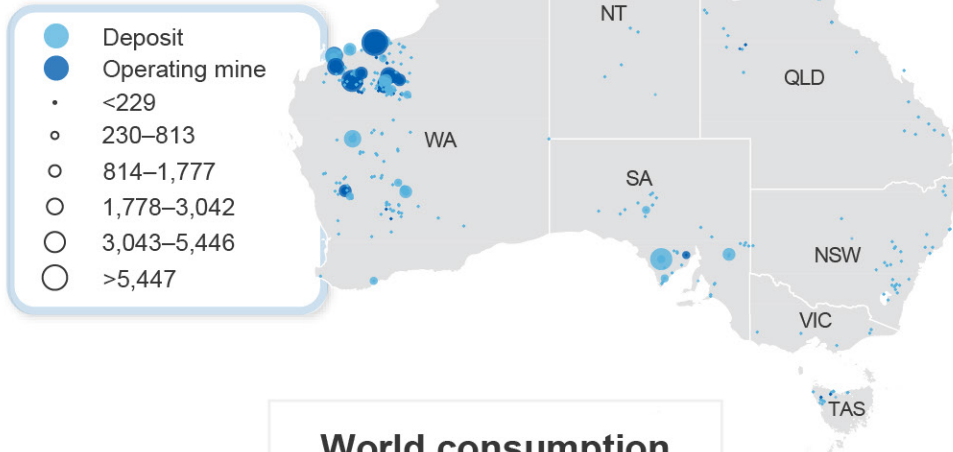 Deposit
Operating mine
<229
230–813
814–1,777
1,778–3,042
3,043–5,446
>5,447
NT
QLD
WA
SA
NSW
VIC
TAS
World consumption